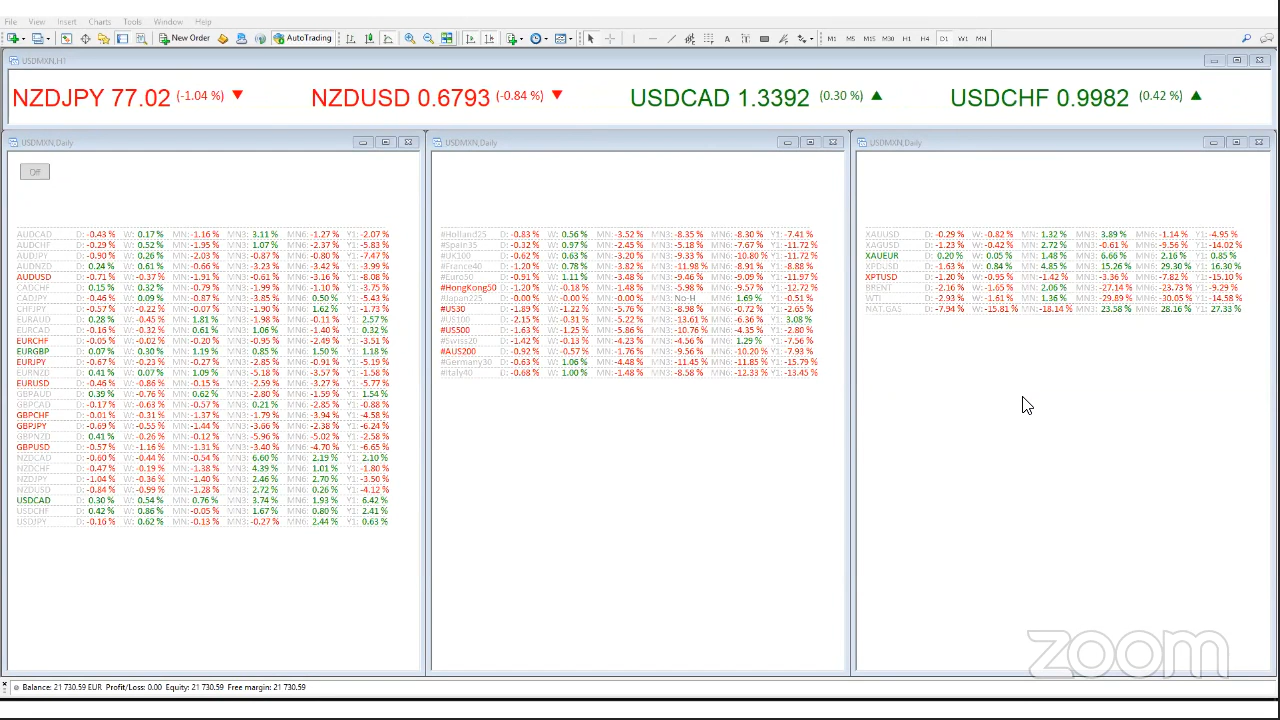 File View Insert Charts Tools Window Help
New Order AutoTrading A T M1 M5 M15 M30 H1 H4 D1 W1 MN
USDMXN,H1
NZDJPY 77.02 (-1.04 %) ▼ NZDUSD 0.6793 (-0.84 %) ▼ USDCAD 1.3392 (0.30 %) ▲ USDCHF 0.9982 (0.42 %) ▲
USDMXN,Daily USDMXN,Daily USDMXN,Daily
Off
AUDCAD D: -0.43 % W: 0.17 % MN: -1.16 % MN3: 3.11 % MN6: -1.27 % Y1: -2.07 %
AUDCHF D: -0.29 % W: 0.52 % MN: -1.95 % MN3: 1.07 % MN6: -2.37 % Y1: -5.83 %
AUDJPY D: -0.90 % W: 0.26 % MN: -2.03 % MN3: -0.87 % MN6: -0.80 % Y1: -7.47 %
AUDNZD D: 0.24 % W: 0.61 % MN: -0.66 % MN3: -3.23 % MN6: -3.42 % Y1: -3.99 %
AUDUSD D: -0.71 % W: -0.37 % MN: -1.91 % MN3: -0.61 % MN6: -3.16 % Y1: -8.08 %
CADCHF D: 0.15 % W: 0.32 % MN: -0.79 % MN3: -1.99 % MN6: -1.10 % Y1: -3.75 %
CADJPY D: -0.46 % W: 0.09 % MN: -0.87 % MN3: -3.85 % MN6: 0.50 % Y1: -5.43 %
CHFJPY D: -0.57 % W: -0.22 % MN: -0.07 % MN3: -1.90 % MN6: 1.62 % Y1: -1.73 %
EURAUD D: 0.28 % W: -0.45 % MN: 1.81 % MN3: -1.98 % MN6: -0.11 % Y1: 2.57 %
EURCAD D: -0.16 % W: -0.32 % MN: 0.61 % MN3: 1.06 % MN6: -1.40 % Y1: 0.32 %
EURCHF D: -0.05 % W: -0.02 % MN: -0.20 % MN3: -0.95 % MN6: -2.49 % Y1: -3.51 %
EURGBP D: 0.07 % W: 0.30 % MN: 1.19 % MN3: 0.85 % MN6: 1.50 % Y1: 1.18 %
EURJPY D: -0.67 % W: -0.23 % MN: -0.27 % MN3: -2.85 % MN6: -0.91 % Y1: -5.19 %
EURNZD D: 0.41 % W: 0.07 % MN: 1.09 % MN3: -5.18 % MN6: -3.57 % Y1: -1.58 %
EURUSD D: -0.46 % W: -0.86 % MN: -0.15 % MN3: -2.59 % MN6: -3.27 % Y1: -5.77 %
GBPAUD D: 0.39 % W: -0.76 % MN: 0.62 % MN3: -2.80 % MN6: -1.59 % Y1: 1.54 %
GBPCAD D: -0.17 % W: -0.63 % MN: -0.57 % MN3: 0.21 % MN6: -2.85 % Y1: -0.88 %
GBPCHF D: -0.01 % W: -0.31 % MN: -1.37 % MN3: -1.79 % MN6: -3.94 % Y1: -4.58 %
GBPJPY D: -0.69 % W: -0.55 % MN: -1.44 % MN3: -3.66 % MN6: -2.38 % Y1: -6.24 %
GBPNZD D: 0.41 % W: -0.26 % MN: -0.12 % MN3: -5.96 % MN6: -5.02 % Y1: -2.58 %
GBPUSD D: -0.57 % W: -1.16 % MN: -1.31 % MN3: -3.40 % MN6: -4.70 % Y1: -6.65 %
NZDCAD D: -0.60 % W: -0.44 % MN: -0.54 % MN3: 6.60 % MN6: 2.19 % Y1: 2.10 %
NZDCHF D: -0.47 % W: -0.19 % MN: -1.38 % MN3: 4.39 % MN6: 1.01 % Y1: -1.80 %
NZDJPY D: -1.04 % W: -0.36 % MN: -1.40 % MN3: 2.46 % MN6: 2.70 % Y1: -3.50 %
NZDUSD D: -0.84 % W: -0.99 % MN: -1.28 % MN3: 2.72 % MN6: 0.26 % Y1: -4.12 %
USDCAD D: 0.30 % W: 0.54 % MN: 0.76 % MN3: 3.74 % MN6: 1.93 % Y1: 6.42 %
USDCHF D: 0.42 % W: 0.86 % MN: -0.05 % MN3: 1.67 % MN6: 0.80 % Y1: 2.41 %
USDJPY D: -0.16 % W: 0.62 % MN: -0.13 % MN3: -0.27 % MN6: 2.44 % Y1: 0.63 %
#Holland25 D: -0.83 % W: 0.56 % MN: -3.52 % MN3: -8.35 % MN6: -8.30 % Y1: -7.41 %
#Spain35 D: -0.32 % W: 0.97 % MN: -2.45 % MN3: -5.18 % MN6: -7.67 % Y1: -11.72 %
#UK100 D: -0.62 % W: 0.63 % MN: -3.20 % MN3: -9.33 % MN6: -10.80 % Y1: -11.72 %
#France40 D: -1.20 % W: 0.78 % MN: -3.82 % MN3: -11.98 % MN6: -8.91 % Y1: -8.88 %
#Euro50 D: -0.91 % W: 1.11 % MN: -3.48 % MN3: -9.46 % MN6: -9.09 % Y1: -11.97 %
#HongKong50 D: -1.20 % W: -0.18 % MN: -1.48 % MN3: -5.98 % MN6: -9.57 % Y1: -12.72 %
#Japan225 D: -0.00 % W: -0.00 % MN: -0.00 % MN3: No-H MN6: 1.69 % Y1: -0.51 %
#US30 D: -1.89 % W: -1.22 % MN: -5.76 % MN3: -8.98 % MN6: -0.72 % Y1: -2.65 %
#US100 D: -2.15 % W: -0.31 % MN: -5.22 % MN3: -13.61 % MN6: -6.36 % Y1: 3.08 %
#US500 D: -1.63 % W: -1.25 % MN: -5.86 % MN3: -10.76 % MN6: -4.35 % Y1: -2.80 %
#Swiss20 D: -1.42 % W: -0.13 % MN: -4.23 % MN3: -4.56 % MN6: 1.29 % Y1: -7.56 %
#AUS200 D: -0.92 % W: -0.57 % MN: -1.76 % MN3: -9.56 % MN6: -10.20 % Y1: -7.93 %
#Germany30 D: -0.63 % W: 1.06 % MN: -4.48 % MN3: -11.45 % MN6: -11.85 % Y1: -15.79 %
#Italy40 D: -0.68 % W: 1.00 % MN: -1.48 % MN3: -8.58 % MN6: -12.33 % Y1: -13.45 %
XAUUSD D: -0.29 % W: -0.82 % MN: 1.32 % MN3: 3.89 % MN6: -1.14 % Y1: -4.95 %
XAGUSD D: -1.23 % W: -0.42 % MN: 2.72 % MN3: -0.61 % MN6: -9.56 % Y1: -14.02 %
XAUEUR D: 0.20 % W: 0.05 % MN: 1.48 % MN3: 6.66 % MN6: 2.16 % Y1: 0.85 %
XPDUSD D: -1.63 % W: 0.84 % MN: 4.85 % MN3: 15.26 % MN6: 29.30 % Y1: 16.30 %
XPTUSD D: -1.20 % W: -0.95 % MN: -1.42 % MN3: -3.36 % MN6: -7.82 % Y1: -15.10 %
BRENT D: -2.16 % W: -1.65 % MN: 2.06 % MN3: -27.14 % MN6: -23.73 % Y1: -9.29 %
WTI D: -2.93 % W: -1.61 % MN: 1.36 % MN3: -29.89 % MN6: -30.05 % Y1: -14.58 %
NAT.GAS D: -7.94 % W: -15.81 % MN: -18.14 % MN3: 23.58 % MN6: 28.16 % Y1: 27.33 %
zoom
Balance: 21 730.59 EUR Profit/Loss: 0.00 Equity: 21 730.59 Free margin: 21 730.59